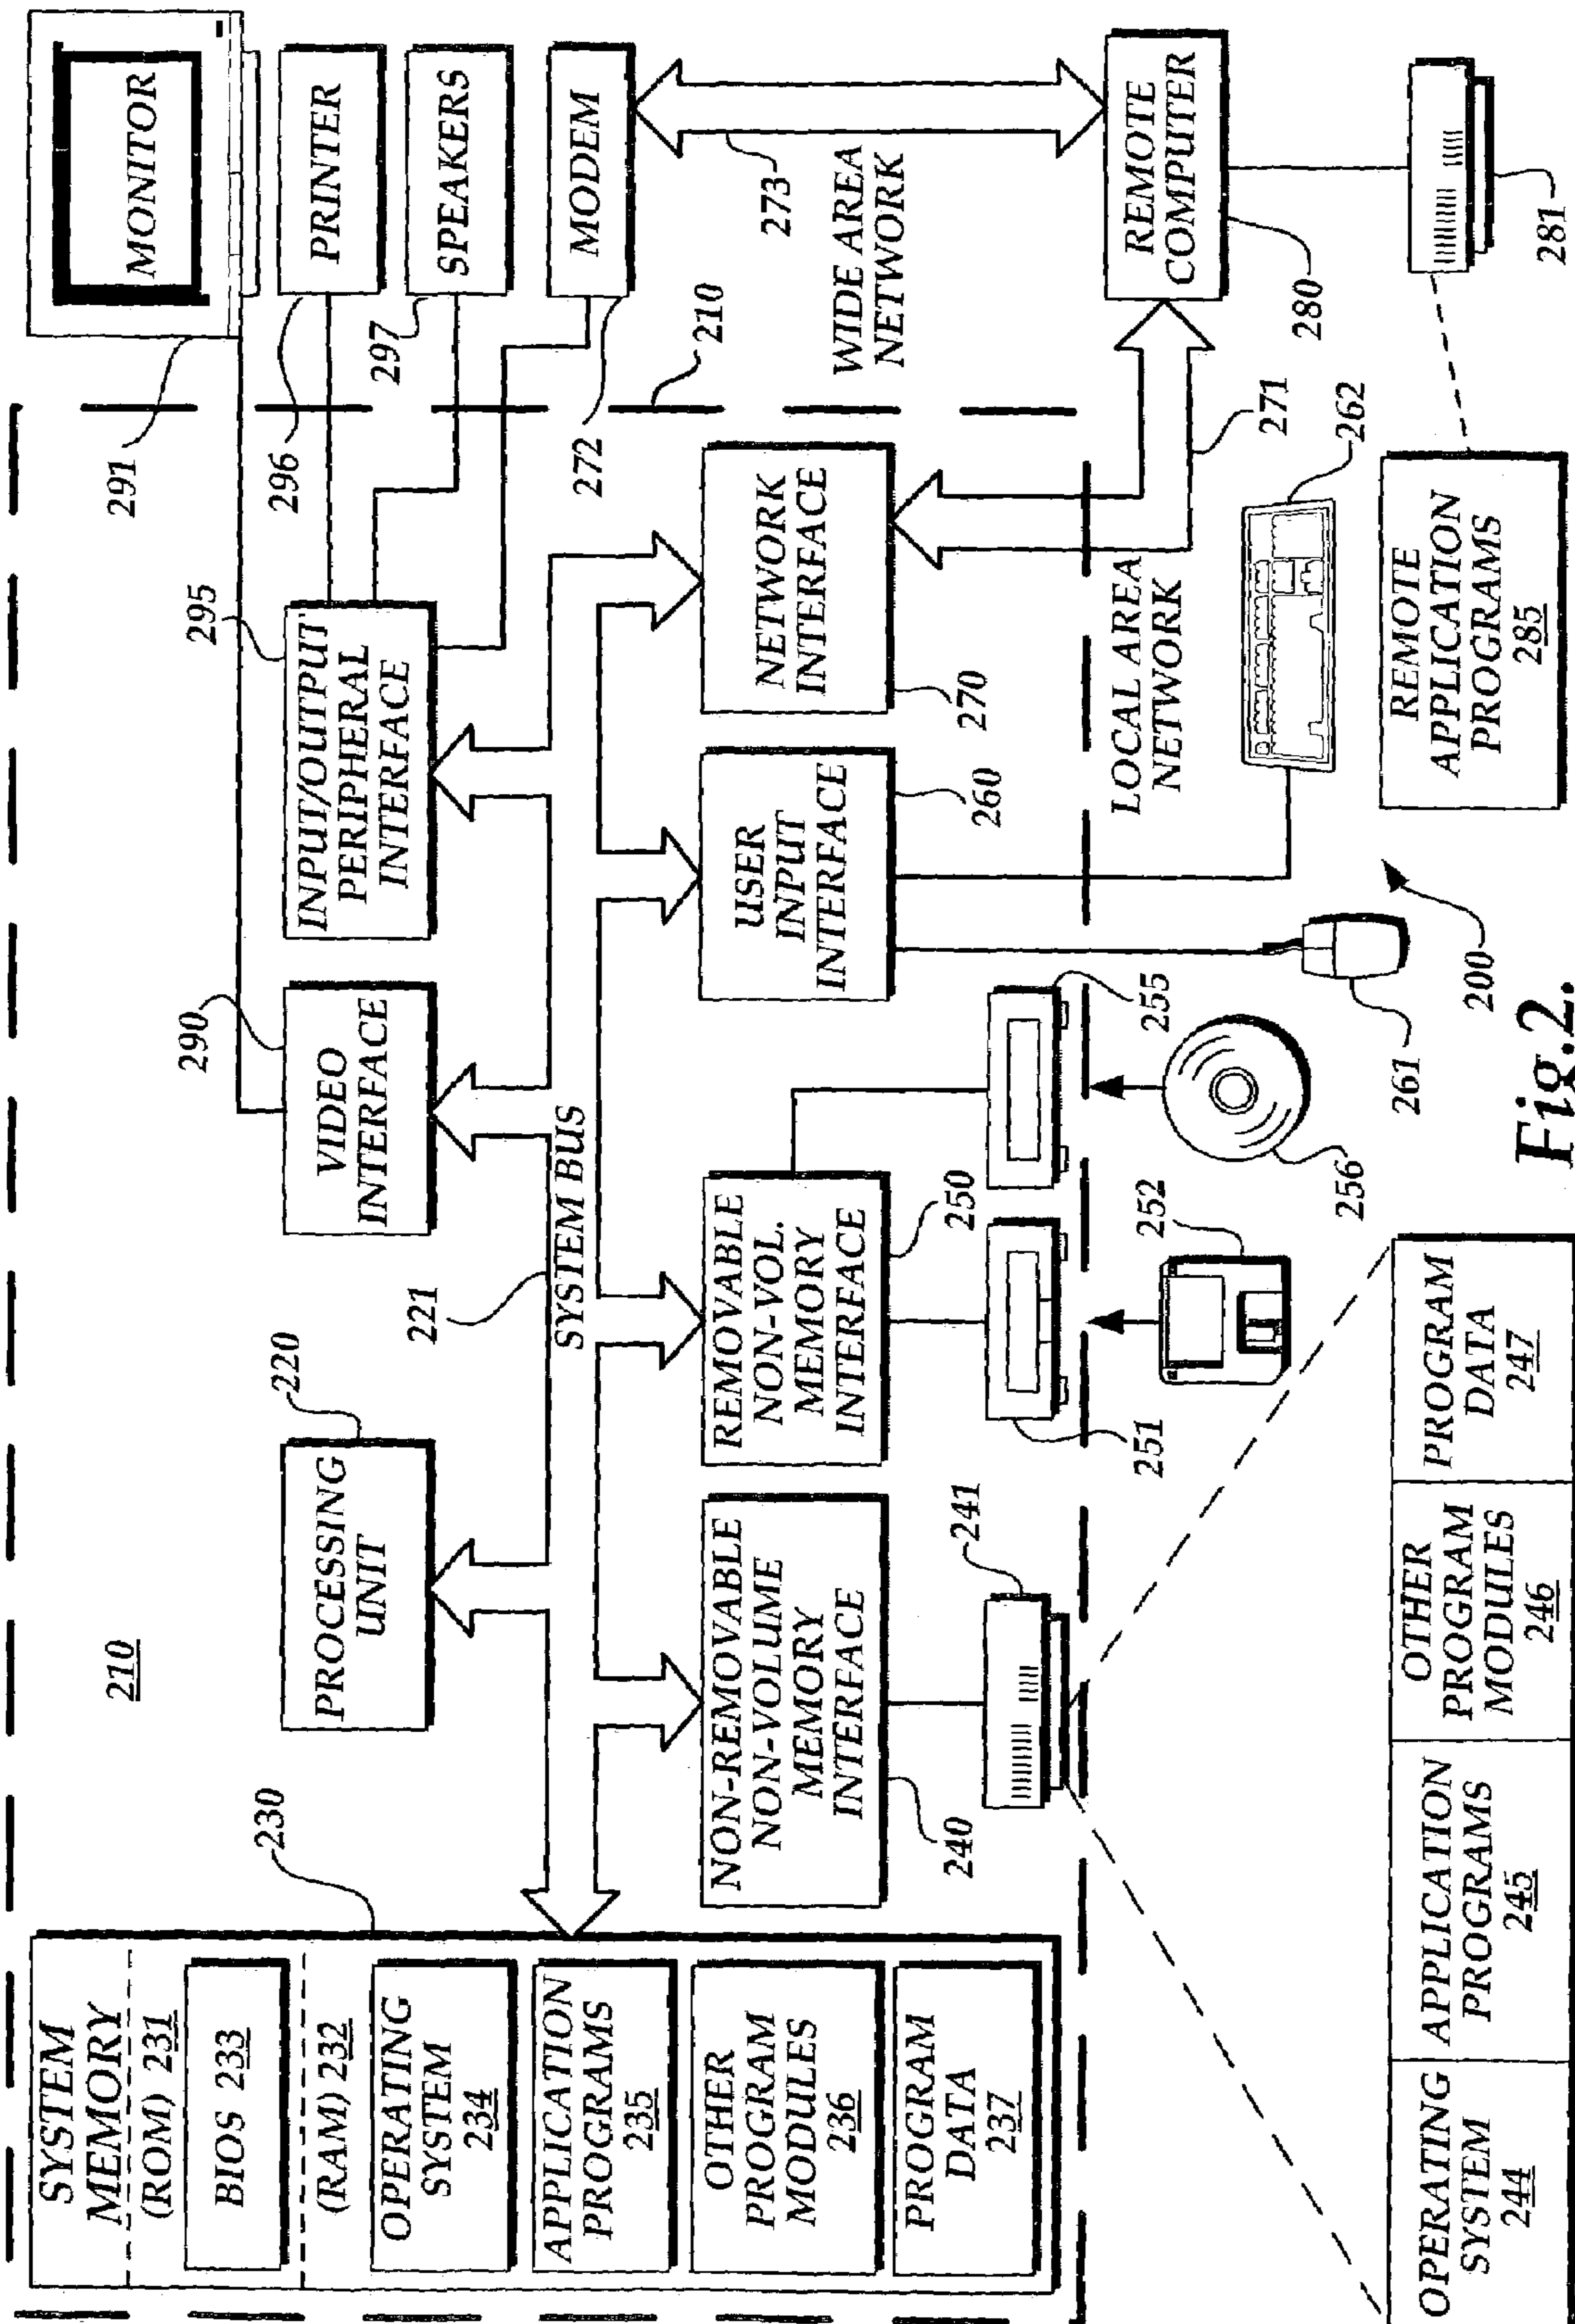 SYSTEM
MEMORY
(ROM) 231
BIOS 233
(RAM) 232
OPERATING
SYSTEM
234
APPLICATION
PROGRAMS
235
OTHER
PROGRAM
MODULES
236
PROGRAM
DATA
237
230
210
PROCESSING
UNIT
220
221
SYSTEM BUS
VIDEO
INTERFACE
290
INPUT/OUTPUT
PERIPHERAL
INTERFACE
295
291
MONITOR
296
PRINTER
297
SPEAKERS
272
MODEM
210
NON-REMOVABLE
NON-VOLUME
MEMORY
INTERFACE
240
241
REMOVABLE
NON-VOL.
MEMORY
INTERFACE
250
251
255
252
256
USER
INPUT
INTERFACE
260
NETWORK
INTERFACE
270
273
WIDE AREA
NETWORK
LOCAL AREA
NETWORK
271
REMOTE
COMPUTER
280
281
262
261
REMOTE
APPLICATION
PROGRAMS
285
200
OPERATING
SYSTEM
244
APPLICATION
PROGRAMS
245
OTHER
PROGRAM
MODULES
246
PROGRAM
DATA
247
Fig.2.